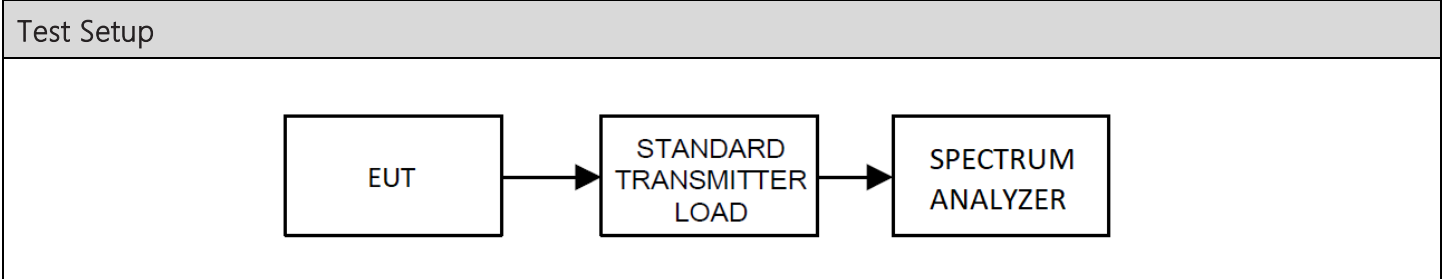 Test Setup
EUT
STANDARD
TRANSMITTER
LOAD
SPECTRUM
ANALYZER